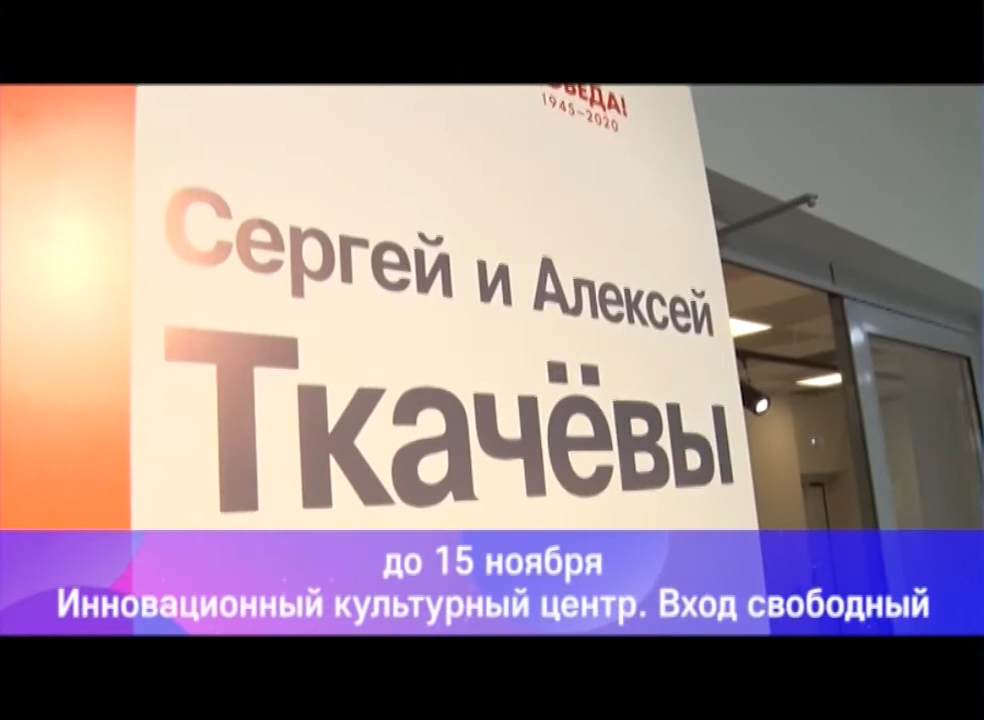 1945–2020
Сергей и Алексей
Ткачёвы
до 15 ноября
Инновационный культурный центр. Вход свободный